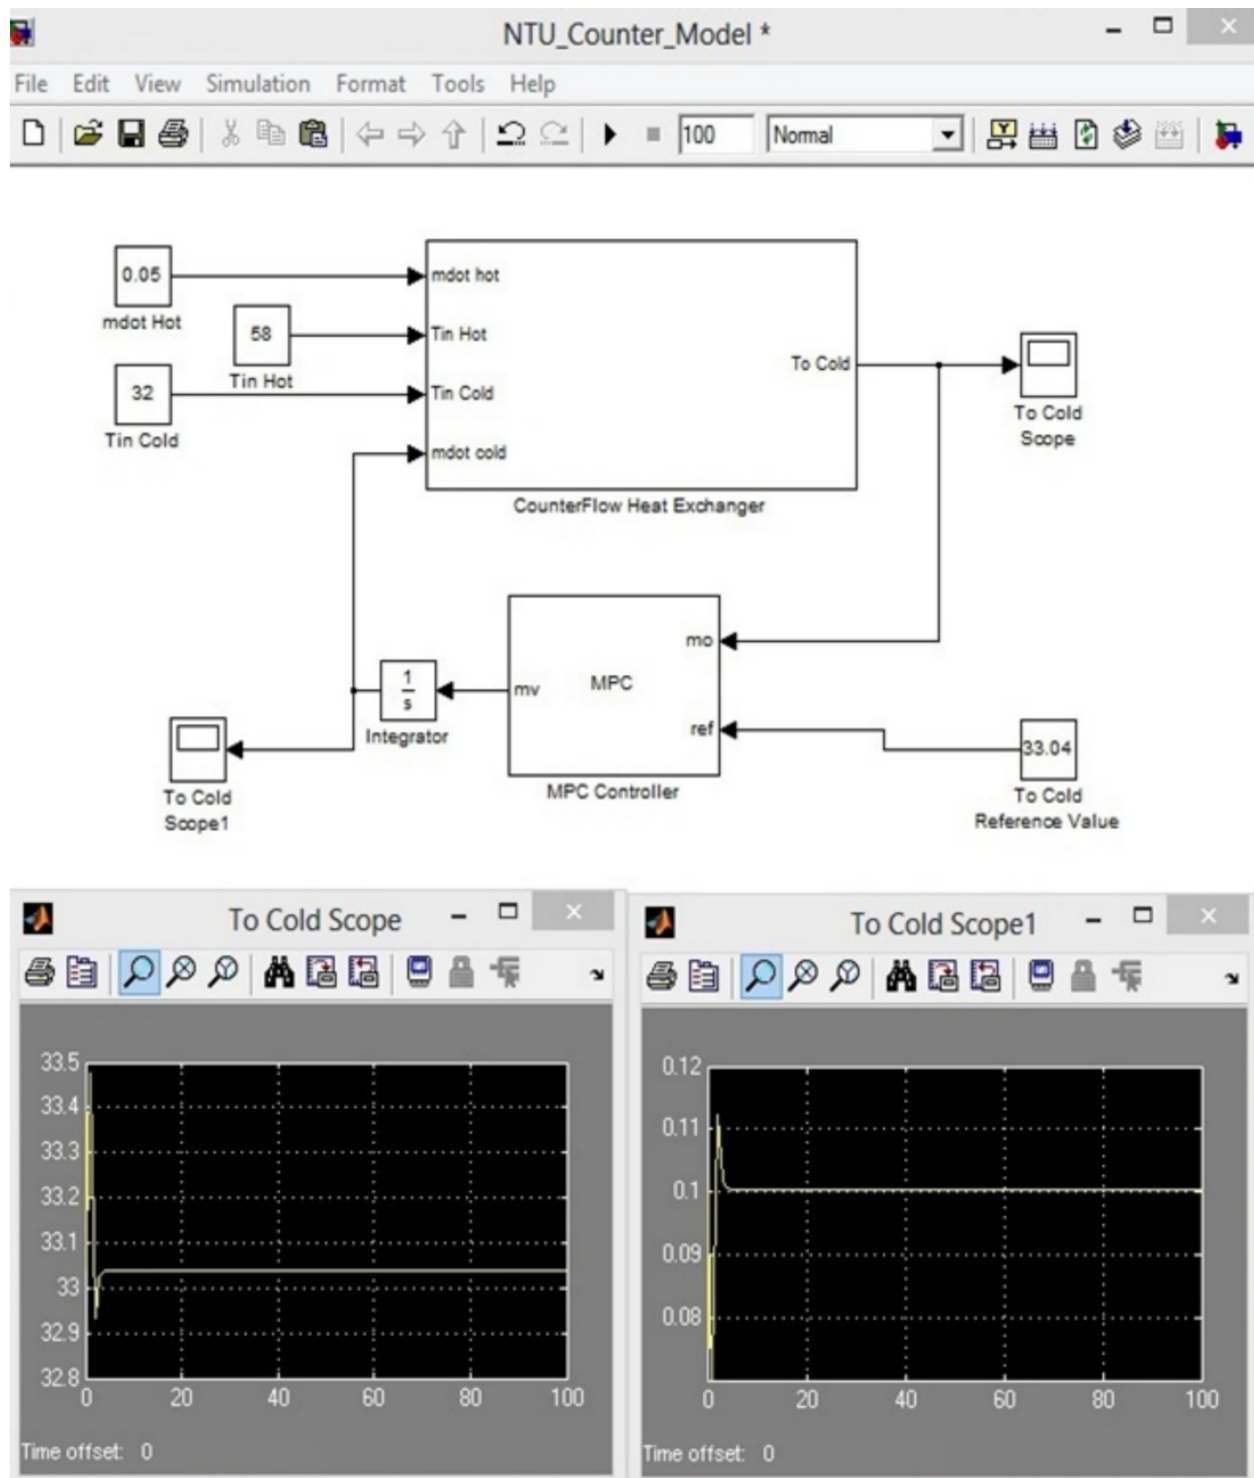 NTU_Counter_Model *
File Edit View Simulation Format Tools Help
100 Normal
0.05
mdot Hot
58
Tin Hot
32
Tin Cold
mdot hot
Tin Hot
Tin Cold
mdot cold
To Cold
CounterFlow Heat Exchanger
To Cold
Scope
mo
MPC
mv
ref
MPC Controller
1
s
Integrator
To Cold
Scope1
33.04
To Cold
Reference Value
To Cold Scope
33.5
33.4
33.3
33.2
33.1
33
32.9
32.8
0 20 40 60 80 100
Time offset: 0
To Cold Scope1
0.12
0.11
0.1
0.09
0.08
0 20 40 60 80 100
Time offset: 0